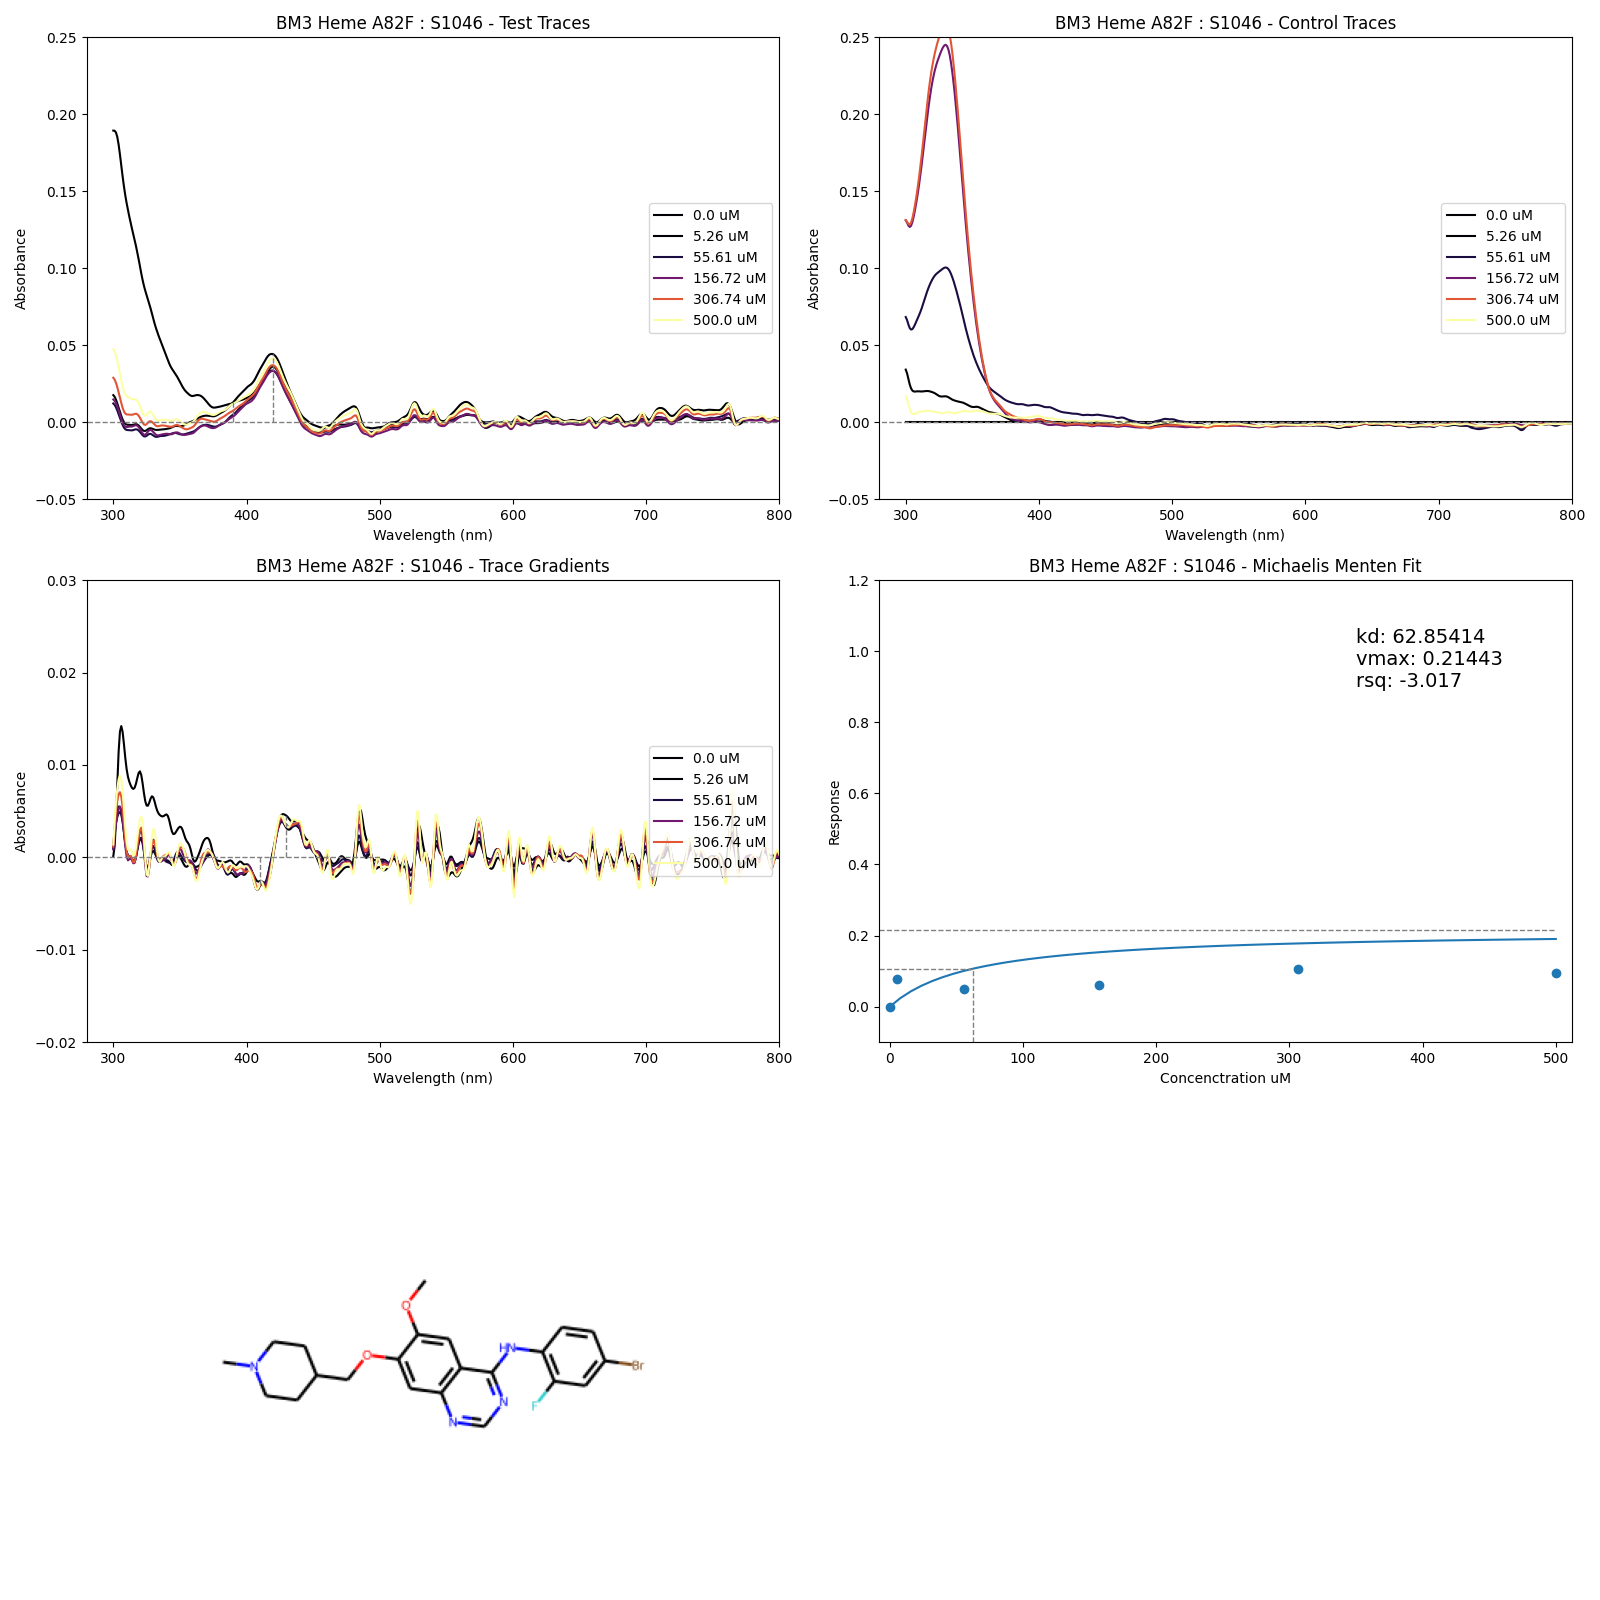 BM3 Heme A82F : S1046 - Test Traces
0.25
0.20
0.15
0.10
0.05
0.00
−0.05
Absorbance
300 400 500 600 700 800
Wavelength (nm)
0.0 uM
5.26 uM
55.61 uM
156.72 uM
306.74 uM
500.0 uM
BM3 Heme A82F : S1046 - Control Traces
0.25
0.20
0.15
0.10
0.05
0.00
−0.05
Absorbance
300 400 500 600 700 800
Wavelength (nm)
0.0 uM
5.26 uM
55.61 uM
156.72 uM
306.74 uM
500.0 uM
BM3 Heme A82F : S1046 - Trace Gradients
0.03
0.02
0.01
0.00
−0.01
−0.02
Absorbance
300 400 500 600 700 800
Wavelength (nm)
0.0 uM
5.26 uM
55.61 uM
156.72 uM
306.74 uM
500.0 uM
BM3 Heme A82F : S1046 - Michaelis Menten Fit
1.2
1.0
0.8
0.6
0.4
0.2
0.0
Response
kd: 62.85414
vmax: 0.21443
rsq: -3.017
0 100 200 300 400 500
Concenctration uM
O
HN
N
O
Br
N
F
N